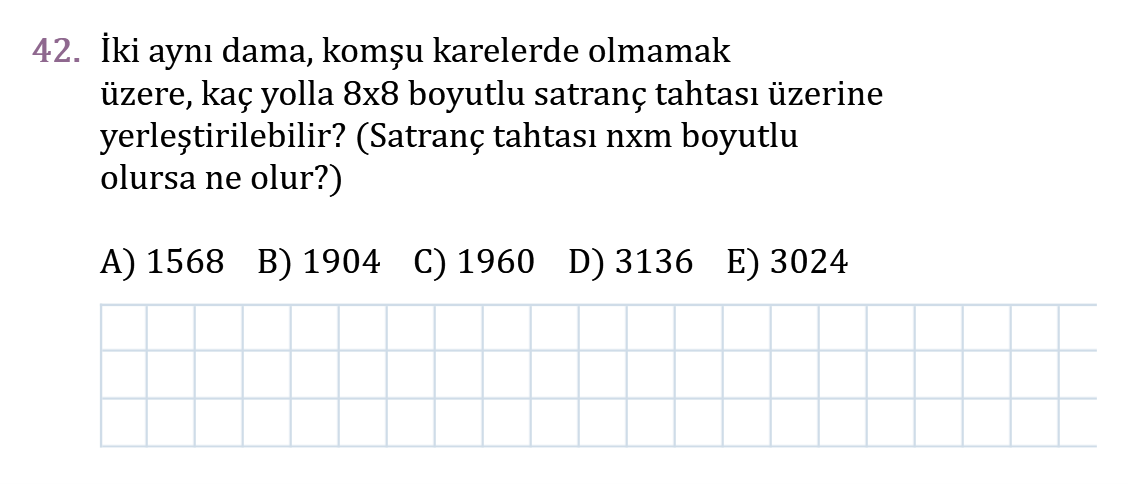 42. İki aynı dama, komşu karelerde olmamak
üzere, kaç yolla 8x8 boyutlu satranç tahtası üzerine
yerleştirilebilir? (Satranç tahtası nxm boyutlu
olursa ne olur?)
A) 1568 B) 1904 C) 1960 D) 3136 E) 3024